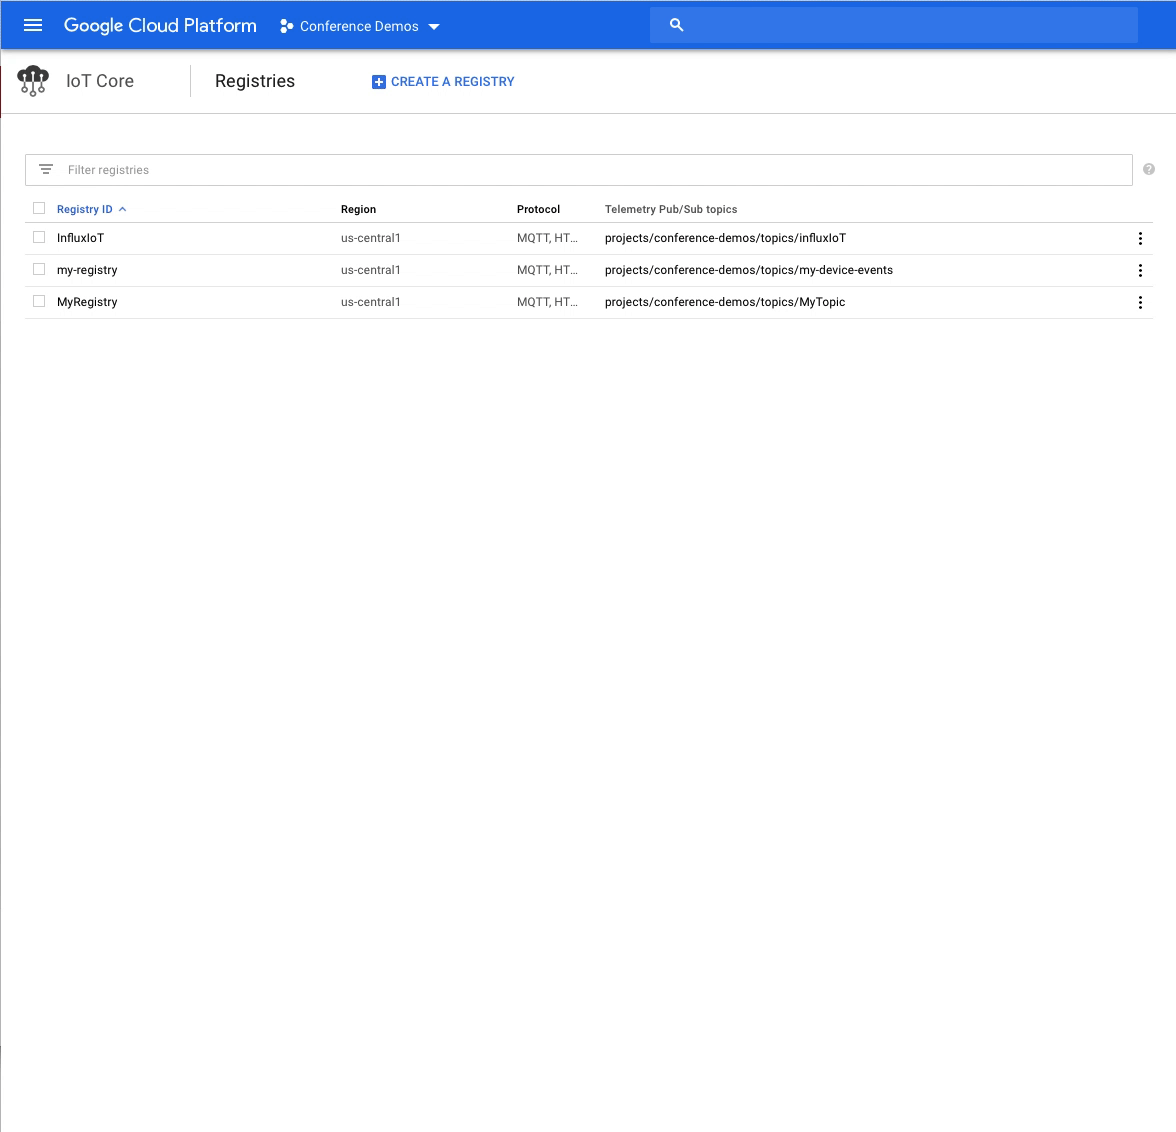 Google Cloud Platform Conference Demos
IoT Core Registries CREATE A REGISTRY
Filter registries
Registry ID Region Protocol Telemetry Pub/Sub topics
InfluxIoT us-central1 MQTT, HT... projects/conference-demos/topics/influxIoT
my-registry us-central1 MQTT, HT... projects/conference-demos/topics/my-device-events
MyRegistry us-central1 MQTT, HT... projects/conference-demos/topics/MyTopic